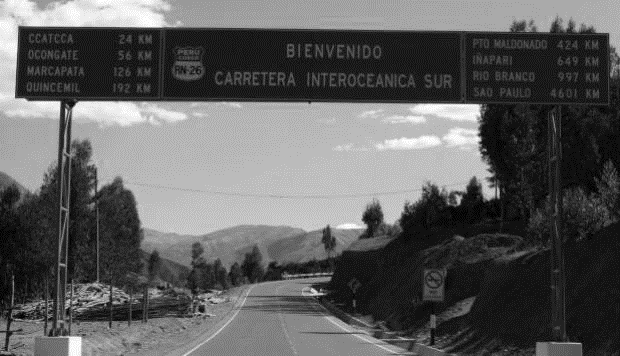 CCATCCA 24 KM
OCONGATE 56 KM
MARCAPATA 126 KM
QUINCEMIL 192 KM
PERU
RN-26
BIENVENIDO
CARRETERA INTEROCEANICA SUR
PTO MALDONADO 424 KM
IÑAPARI 649 KM
RIO BRANCO 997 KM
SAO PAULO 4601 KM